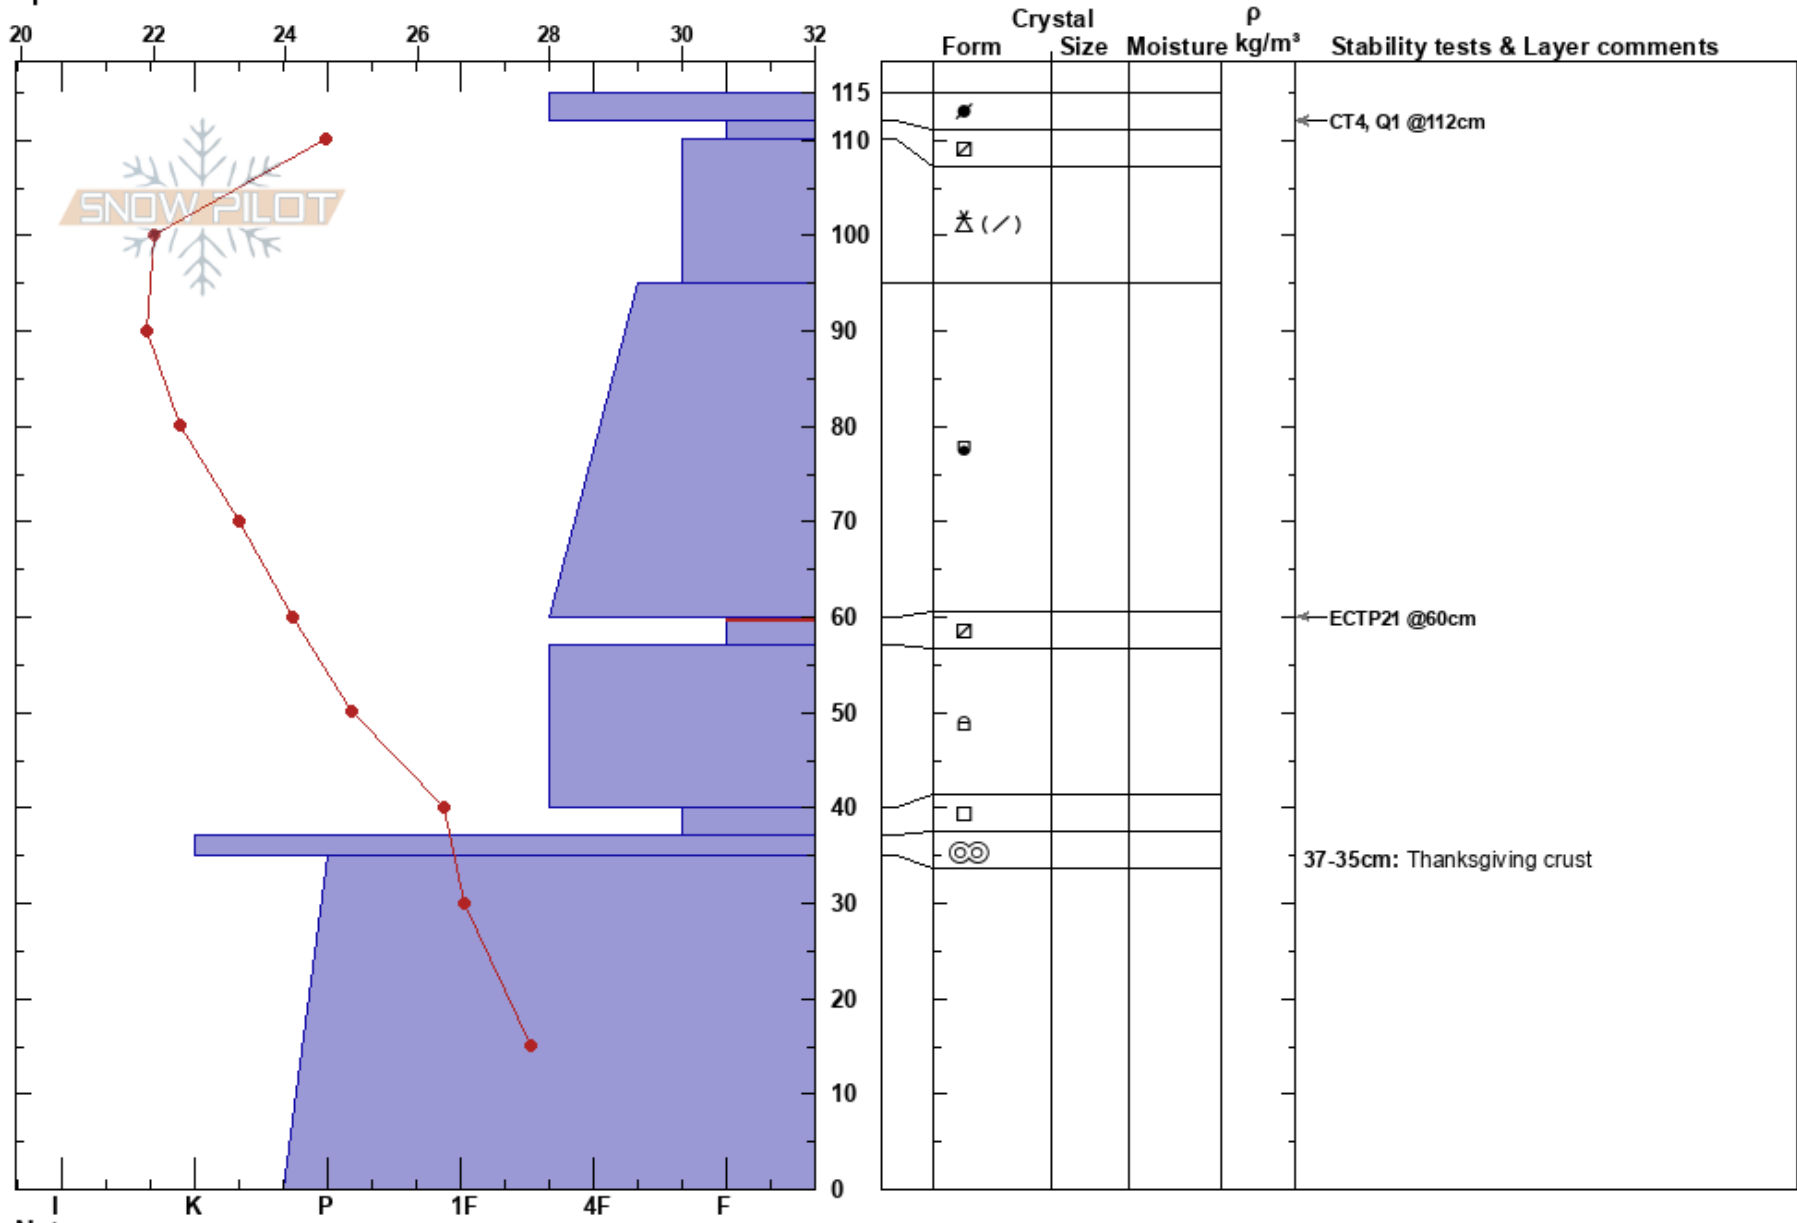 Crystal ρ
20 22 24 26 28 30 32 Form Size Moisture kg/m³ Stability tests & Layer comments
115
CT4, Q1 @112cm
110
SNOW PILOT
100
90
80
70
60 ECTP21 @60cm
50
40
37-35cm: Thanksgiving crust
30
20
10
0
I K P 1F 4F F